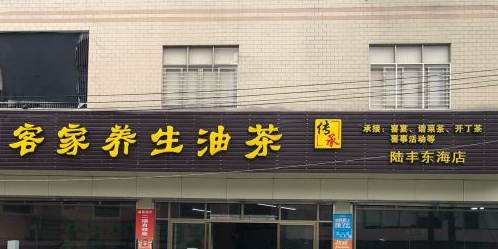 客家养生油茶
传承
承接：喜宴、请菜茶、开丁茶
喜事活动等
陆丰东海店